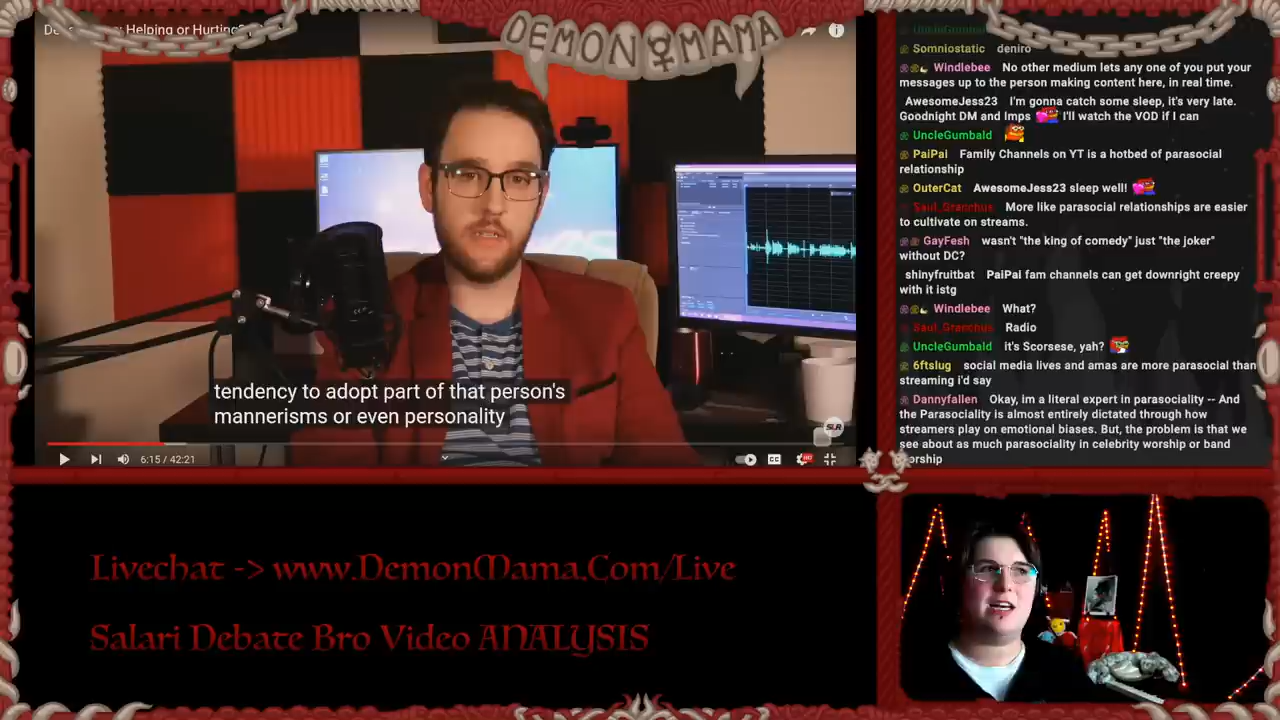 Helping or Hurting?
DEMON MAMA
tendency to adopt part of that person's
mannerisms or even personality
SLR
6:15 / 42:21
CC
HD
Livechat -> www.DemonMama.Com/Live
Salari Debate Bro Video ANALYSIS
UncleGumbald
Somniostatic deniro
Windlebee No other medium lets any one of you put your
messages up to the person making content here, in real time.
AwesomeJess23 I'm gonna catch some sleep, it's very late.
Goodnight DM and Imps I'll watch the VOD if I can
UncleGumbald
PaiPai Family Channels on YT is a hotbed of parasocial
relationship
OuterCat AwesomeJess23 sleep well!
Saul_Granchus More like parasocial relationships are easier
to cultivate on streams.
GayFesh wasn't "the king of comedy" just "the joker"
without DC?
shinyfruitbat PaiPai fam channels can get downright creepy
with it istg
Windlebee What?
Saul_Granchus Radio
UncleGumbald it's Scorsese, yah?
6ftslug social media lives and amas are more parasocial than
streaming i'd say
Dannyfallen Okay, im a literal expert in parasociality -- And
the Parasociality is almost entirely dictated through how
streamers play on emotional biases. But, the problem is that we
see about as much parasociality in celebrity worship or band
worship